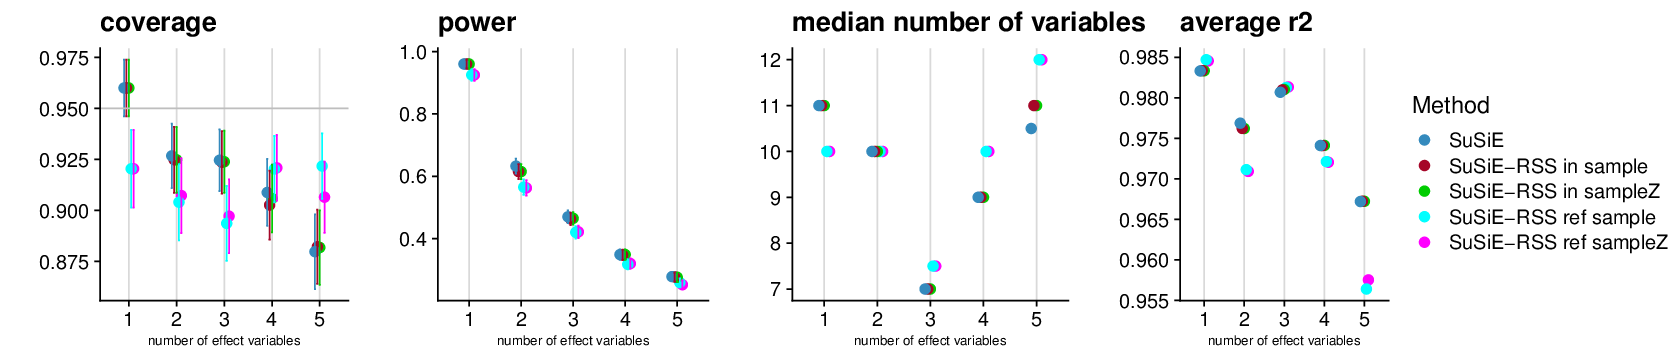 coverage
0.975
0.950
0.925
0.900
0.875
1 2 3 4 5
number of effect variables
power
1.0
0.8
0.6
0.4
1 2 3 4 5
number of effect variables
median number of variables
12
11
10
9
8
7
1 2 3 4 5
number of effect variables
average r2
0.985
0.980
0.975
0.970
0.965
0.960
0.955
1 2 3 4 5
number of effect variables
Method
SuSiE
SuSiE−RSS in sample
SuSiE−RSS in sampleZ
SuSiE−RSS ref sample
SuSiE−RSS ref sampleZ